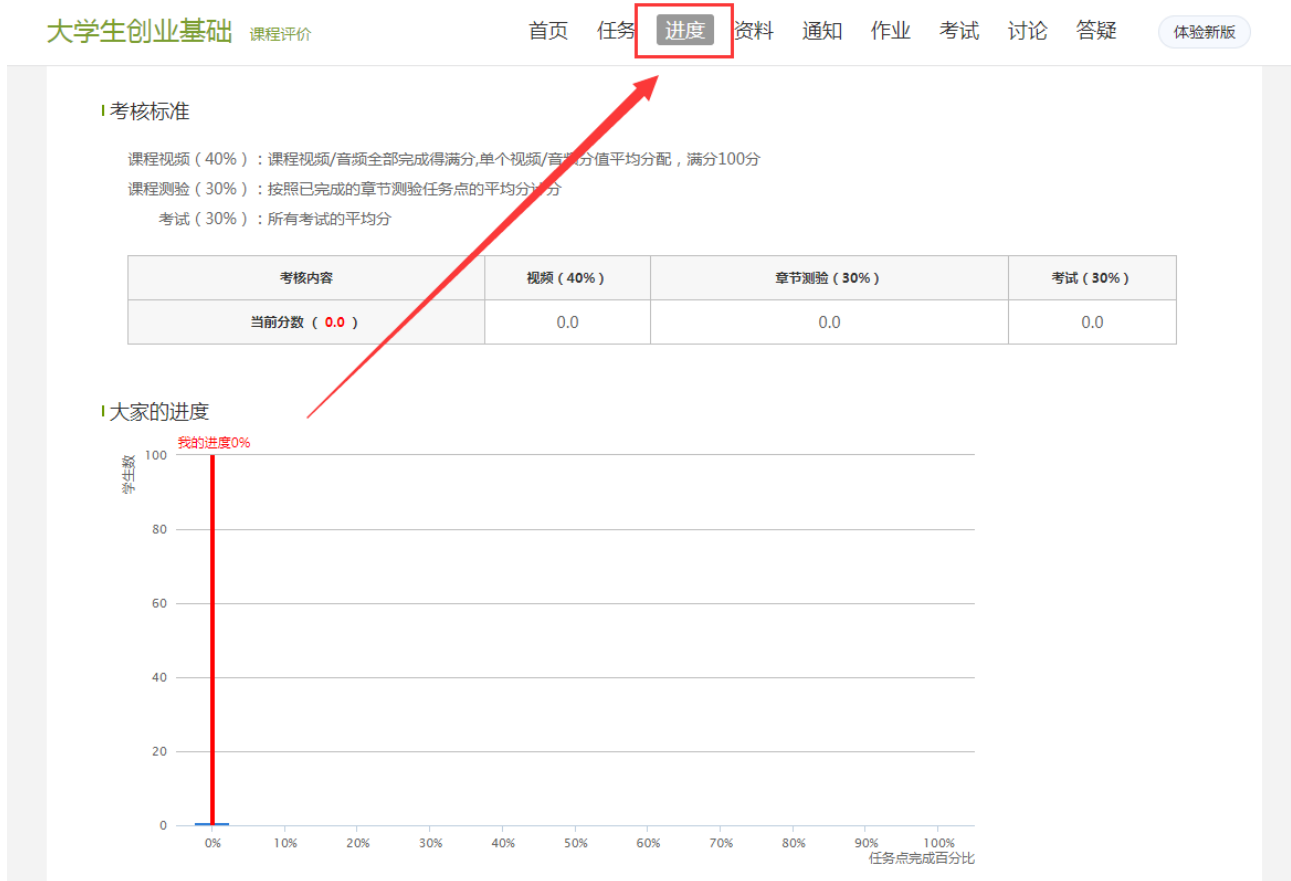 大学生创业基础 课程评价 首页 任务 进度 资料 通知 作业 考试 讨论 答疑 体验新版
考核标准
课程视频（40%）：课程视频/音频全部完成得满分,单个视频/音频分值平均分配，满分100分
课程测验（30%）：按照已完成的章节测验任务点的平均分计分
考试（30%）：所有考试的平均分
考核内容 视频（40%） 章节测验（30%） 考试（30%）
当前分数（ 0.0 ） 0.0 0.0 0.0
大家的进度
我的进度0%
学生数
100
80
60
40
20
0
0% 10% 20% 30% 40% 50% 60% 70% 80% 90% 100%
任务点完成百分比